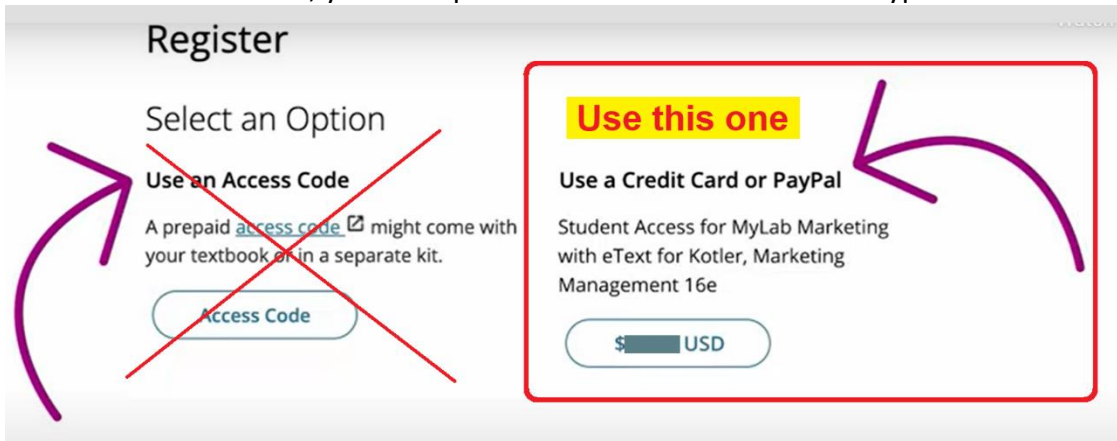 Register
Select an Option
Use an Access Code
A prepaid access code might come with
your textbook or in a separate kit.
Access Code
Use this one
Use a Credit Card or PayPal
Student Access for MyLab Marketing
with eText for Kotler, Marketing
Management 16e
$ USD